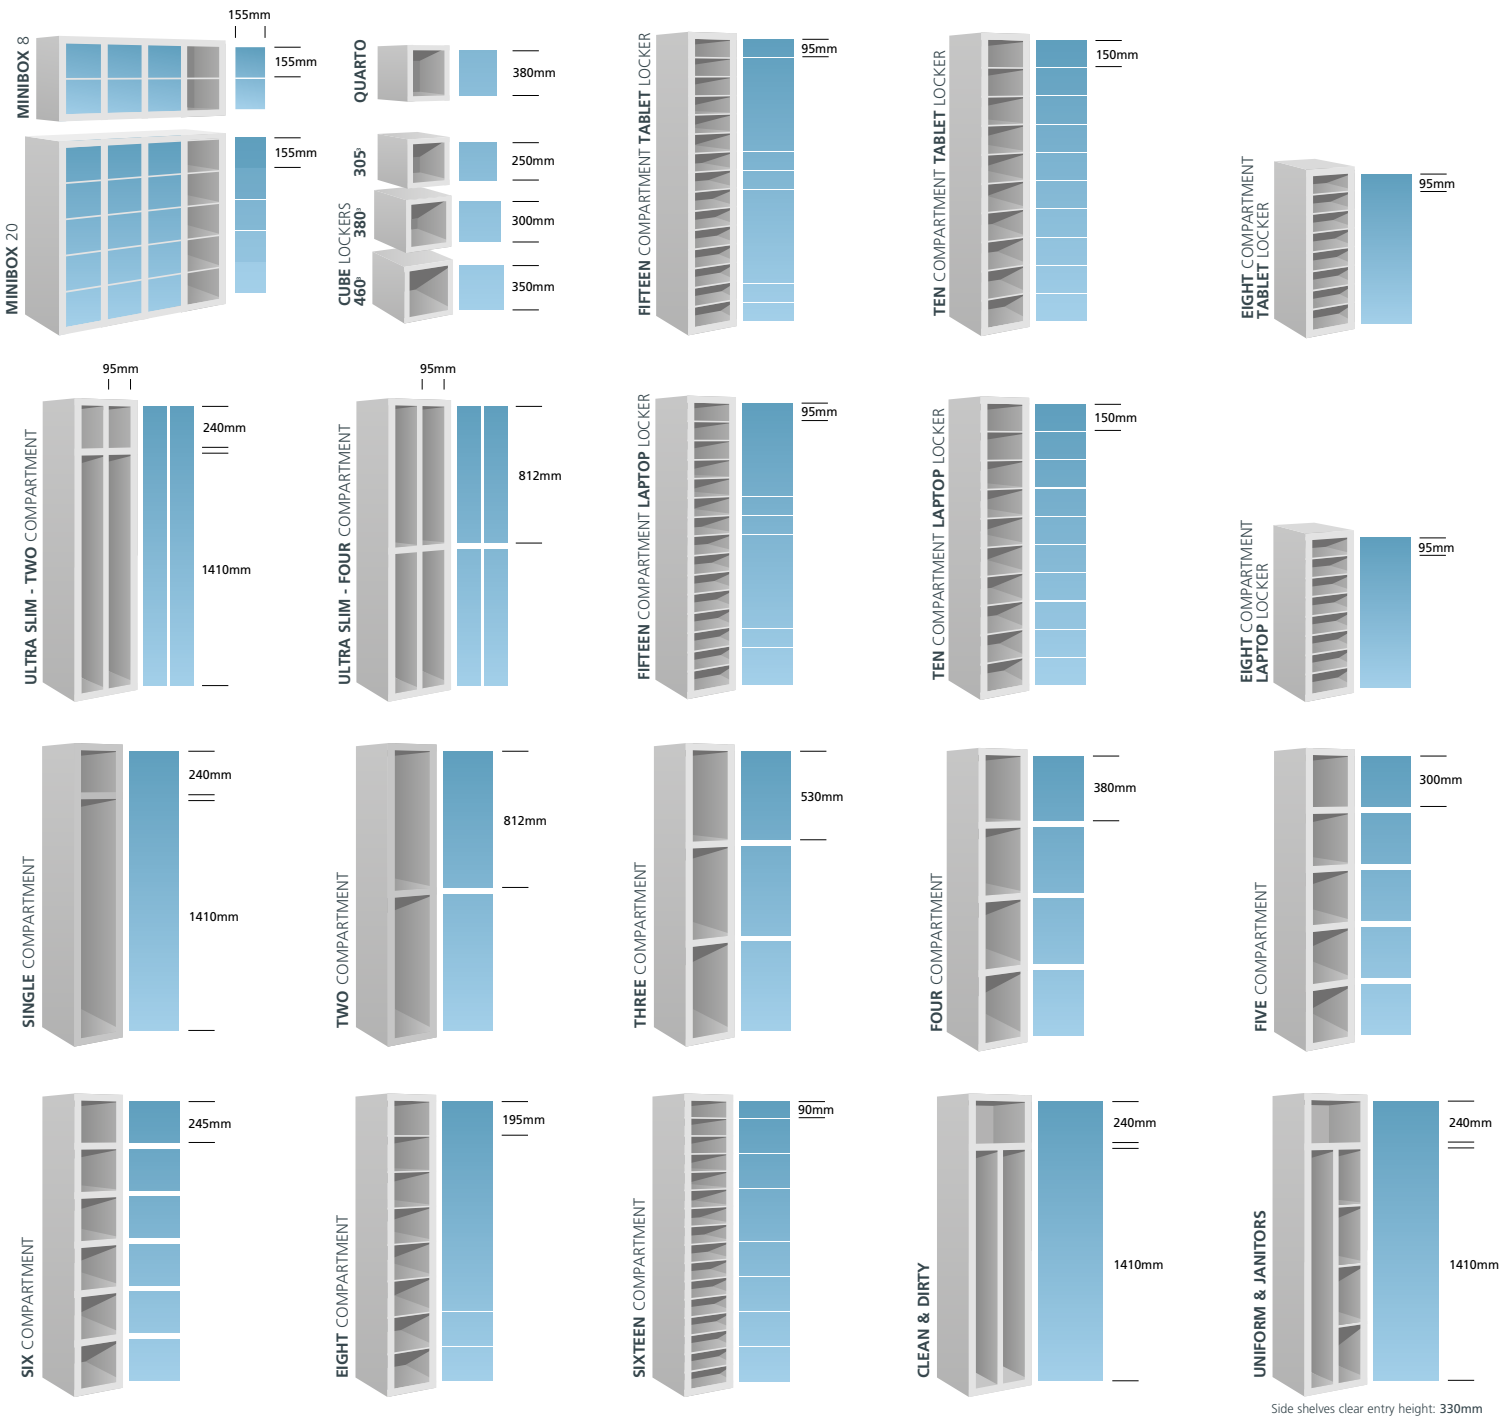 155mm
MINIBOX 8
155mm
MINIBOX 20
155mm
QUARTO
380mm
CUBE LOCKERS
305³
250mm
380³
300mm
460³
350mm
FIFTEEN COMPARTMENT TABLET LOCKER
95mm
TEN COMPARTMENT TABLET LOCKER
150mm
EIGHT COMPARTMENT
TABLET LOCKER
95mm
ULTRA SLIM - TWO COMPARTMENT
95mm
240mm
1410mm
ULTRA SLIM - FOUR COMPARTMENT
95mm
812mm
FIFTEEN COMPARTMENT LAPTOP LOCKER
95mm
TEN COMPARTMENT LAPTOP LOCKER
150mm
EIGHT COMPARTMENT
LAPTOP LOCKER
95mm
SINGLE COMPARTMENT
240mm
1410mm
TWO COMPARTMENT
812mm
THREE COMPARTMENT
530mm
FOUR COMPARTMENT
380mm
FIVE COMPARTMENT
300mm
SIX COMPARTMENT
245mm
EIGHT COMPARTMENT
195mm
SIXTEEN COMPARTMENT
90mm
CLEAN & DIRTY
240mm
1410mm
UNIFORM & JANITORS
240mm
1410mm
Side shelves clear entry height: 330mm